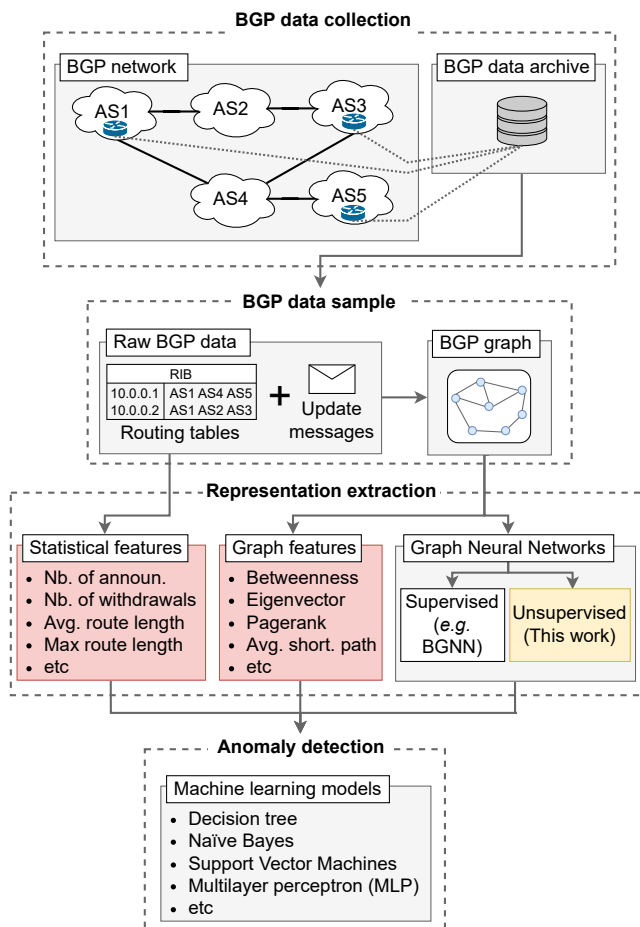 BGP data collection
BGP network
AS1
AS2
AS3
AS4
AS5
BGP data archive
BGP data sample
Raw BGP data
RIB
10.0.0.1 AS1 AS4 AS5
10.0.0.2 AS1 AS2 AS3
Routing tables
+
Update
messages
BGP graph
Representation extraction
Statistical features
• Nb. of announ.
• Nb. of withdrawals
• Avg. route length
• Max route length
• etc
Graph features
• Betweenness
• Eigenvector
• Pagerank
• Avg. short. path
• etc
Graph Neural Networks
Supervised
(e.g.
BGNN)
Unsupervised
(This work)
Anomaly detection
Machine learning models
• Decision tree
• Naïve Bayes
• Support Vector Machines
• Multilayer perceptron (MLP)
• etc